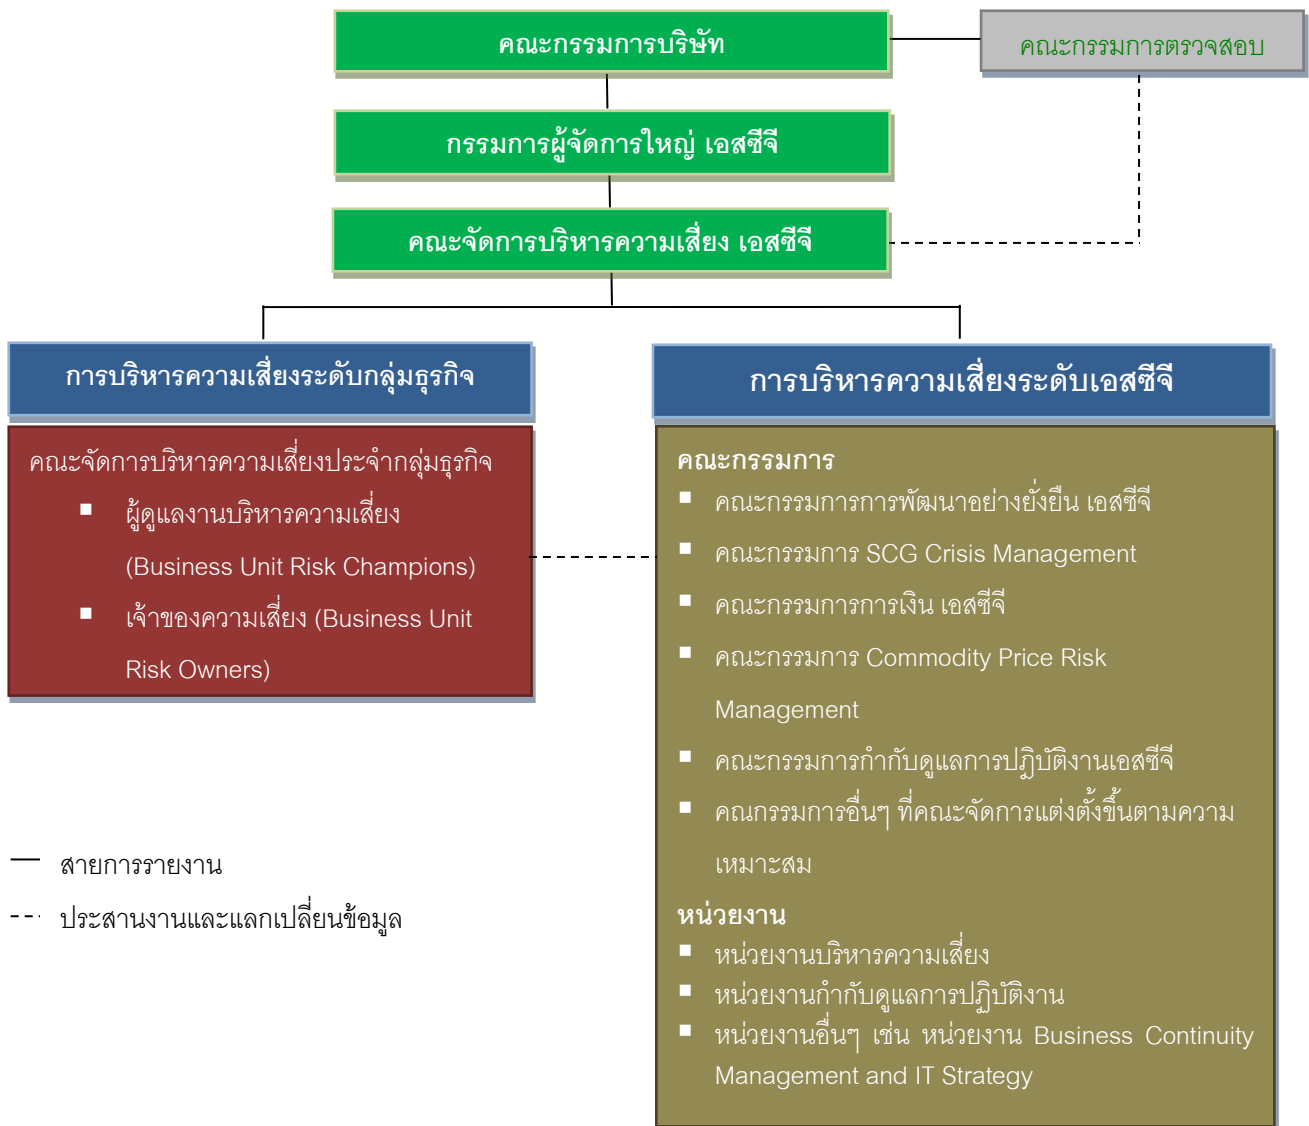 คณะกรรมการบริษัท
คณะกรรมการตรวจสอบ
กรรมการผู้จัดการใหญ่ เอสซีจี
คณะจัดการบริหารความเสี่ยง เอสซีจี
การบริหารความเสี่ยงระดับกลุ่มธุรกิจ
คณะจัดการบริหารความเสี่ยงประจำกลุ่มธุรกิจ
▪ ผู้ดูแลงานบริหารความเสี่ยง
(Business Unit Risk Champions)
▪ เจ้าของความเสี่ยง (Business Unit
Risk Owners)
การบริหารความเสี่ยงระดับเอสซีจี
คณะกรรมการ
▪ คณะกรรมการการพัฒนาอย่างยั่งยืน เอสซีจี
▪ คณะกรรมการ SCG Crisis Management
▪ คณะกรรมการการเงิน เอสซีจี
▪ คณะกรรมการ Commodity Price Risk
Management
▪ คณะกรรมการกำกับดูแลการปฏิบัติงานเอสซีจี
▪ คณกรรมการอื่นๆ ที่คณะจัดการแต่งตั้งขึ้นตามความ
เหมาะสม
หน่วยงาน
▪ หน่วยงานบริหารความเสี่ยง
▪ หน่วยงานกำกับดูแลการปฏิบัติงาน
▪ หน่วยงานอื่นๆ เช่น หน่วยงาน Business Continuity
Management and IT Strategy
สายการรายงาน
ประสานงานและแลกเปลี่ยนข้อมูล